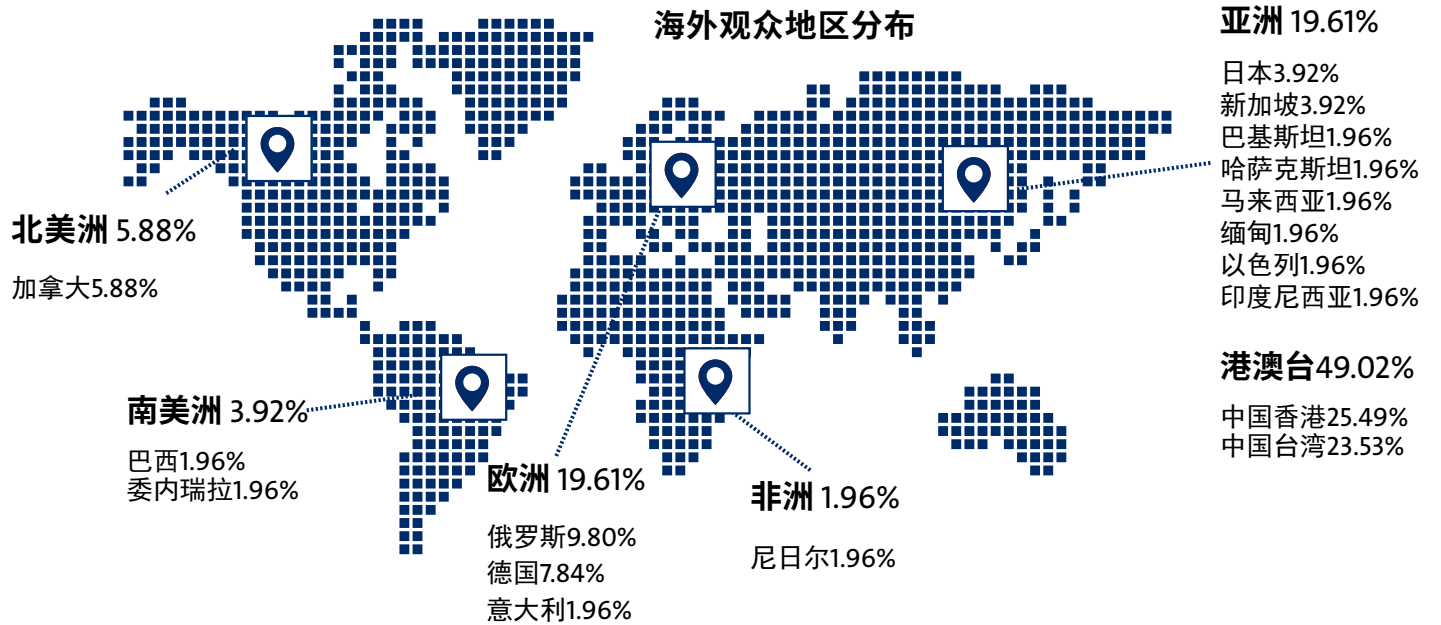 海外观众地区分布
亚洲 19.61%
日本3.92%
新加坡3.92%
巴基斯坦1.96%
哈萨克斯坦1.96%
马来西亚1.96%
缅甸1.96%
以色列1.96%
印度尼西亚1.96%
港澳台49.02%
中国香港25.49%
中国台湾23.53%
北美洲 5.88%
加拿大5.88%
南美洲 3.92%
巴西1.96%
委内瑞拉1.96%
欧洲 19.61%
俄罗斯9.80%
德国7.84%
意大利1.96%
非洲 1.96%
尼日尔1.96%